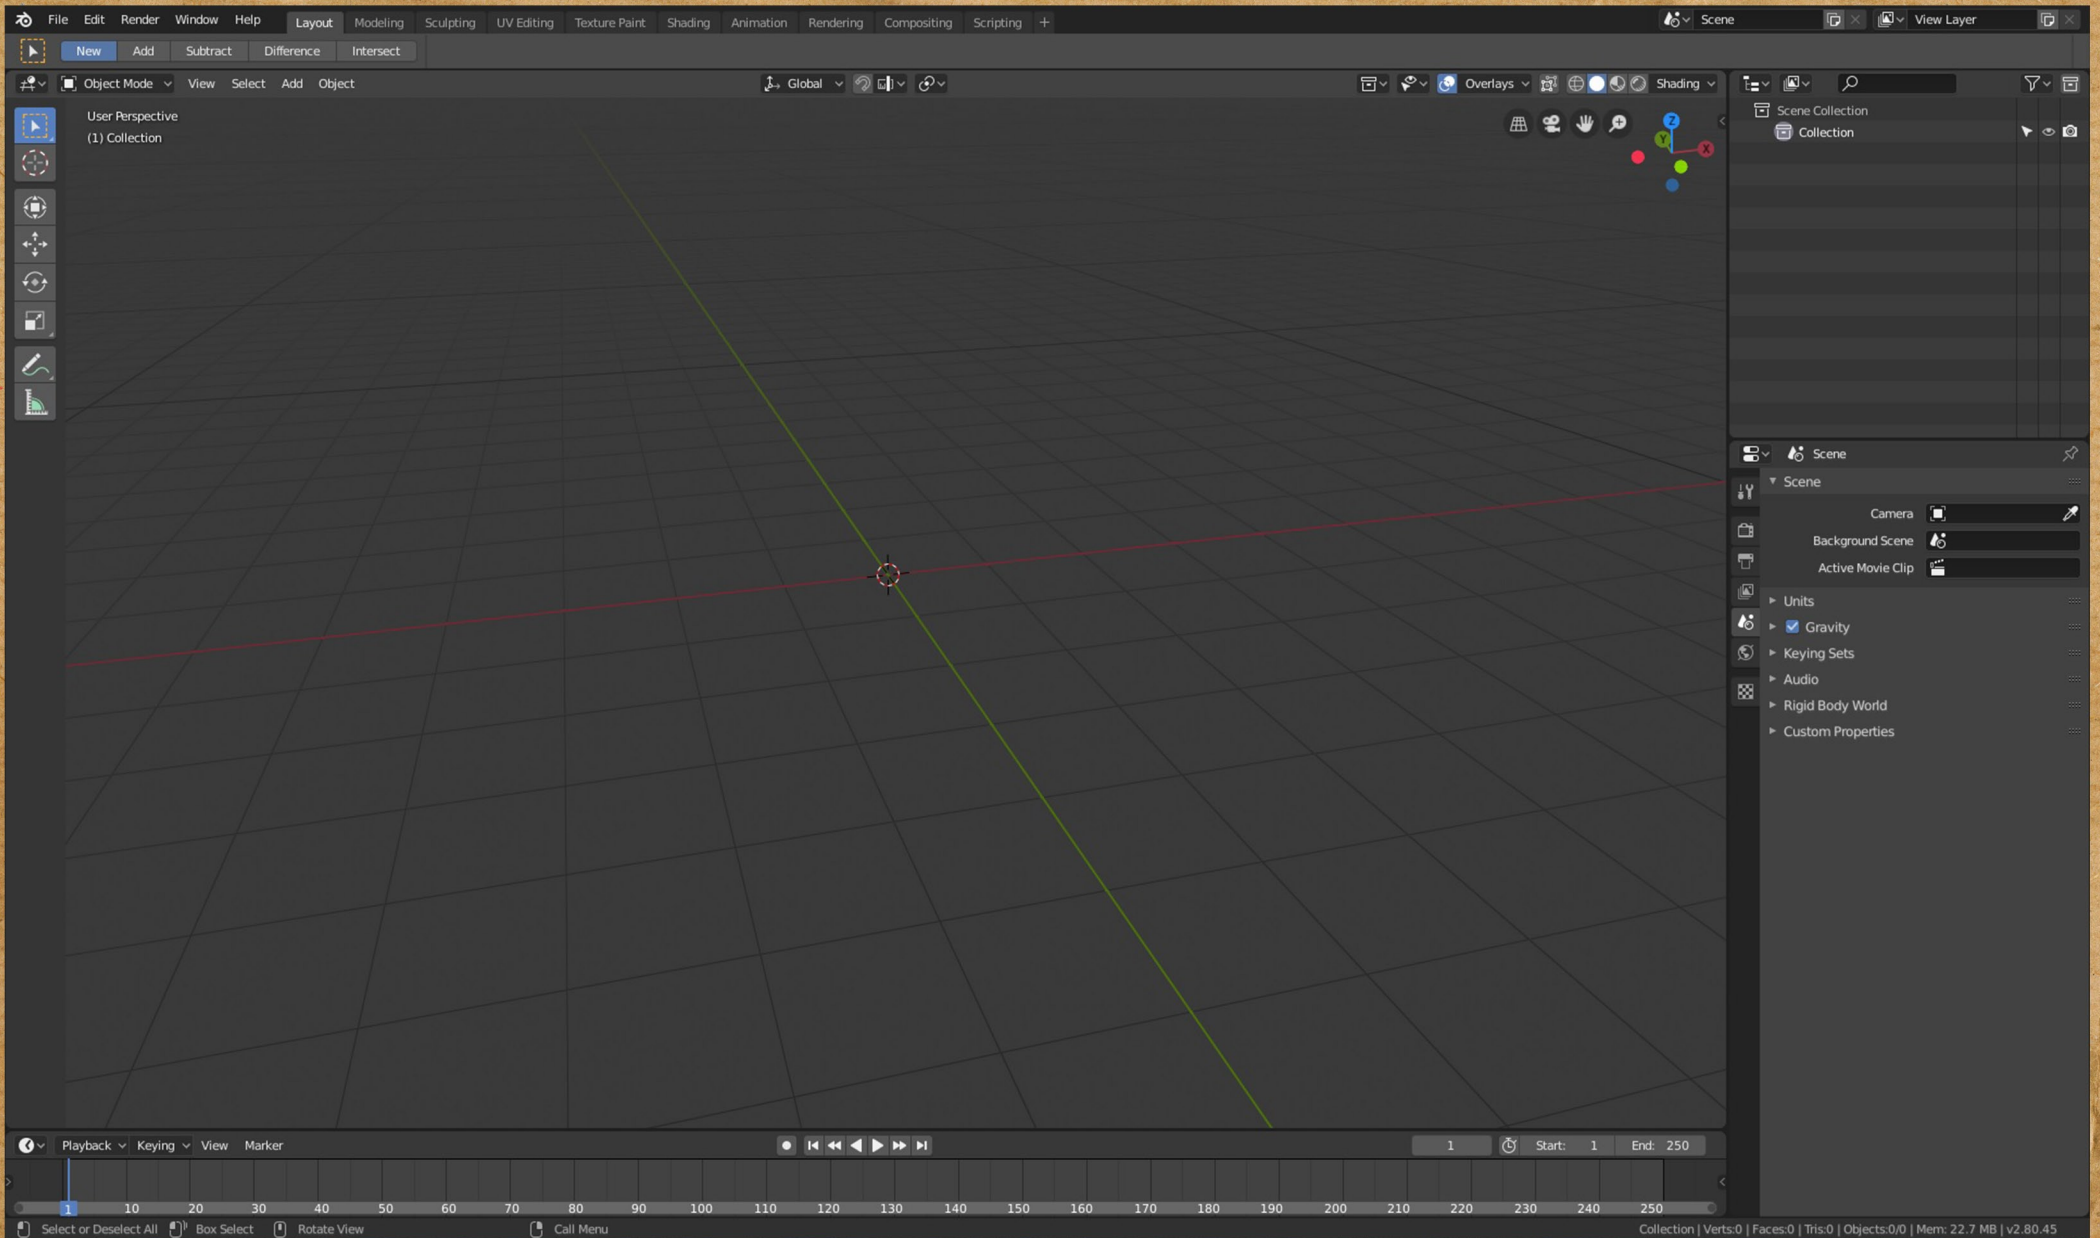 File Edit Render Window Help Layout Modeling Sculpting UV Editing Texture Paint Shading Animation Rendering Compositing Scripting + Scene View Layer
New Add Subtract Difference Intersect
Object Mode View Select Add Object Global Overlays Shading
User Perspective
(1) Collection
Z
Y
X
Scene Collection
Collection
Scene
Scene
Camera
Background Scene
Active Movie Clip
Units
Gravity
Keying Sets
Audio
Rigid Body World
Custom Properties
Playback Keying View Marker 1 Start: 1 End: 250
1 10 20 30 40 50 60 70 80 90 100 110 120 130 140 150 160 170 180 190 200 210 220 230 240 250
Select or Deselect All Box Select Rotate View Call Menu Collection | Verts:0 | Faces:0 | Tris:0 | Objects:0/0 | Mem: 22.7 MB | v2.80.45